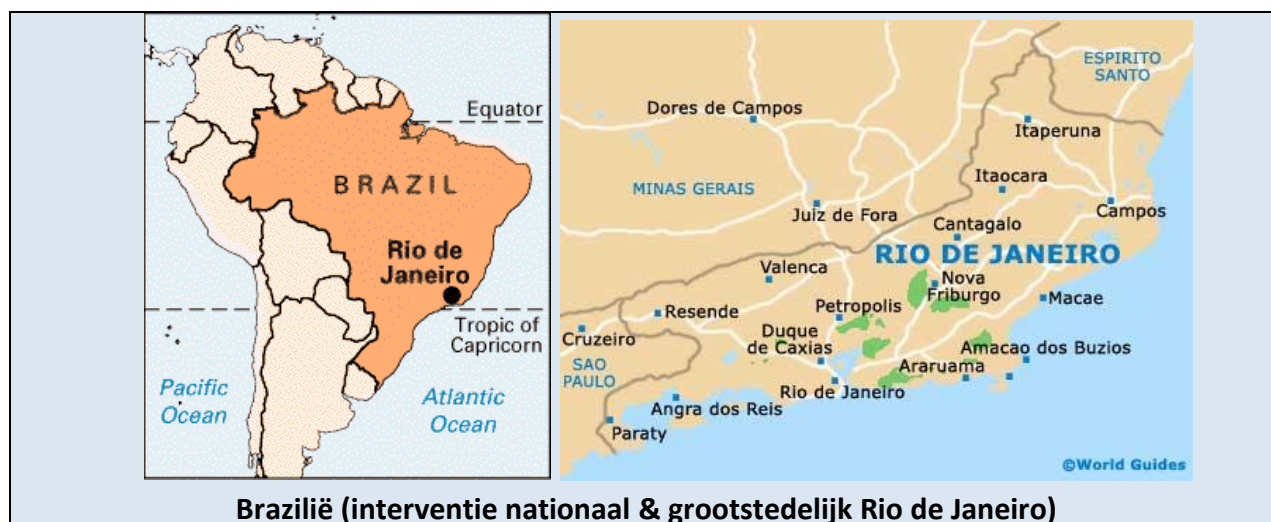 Equator
BRAZIL
Rio de
Janeiro
Tropic of
Capricorn
Pacific
Ocean
Atlantic
Ocean
ESPIRITO
SANTO
Dores de Campos
Itaperuna
MINAS GERAIS
Itaocara
Juiz de Fora
Campos
Cantagalo
RIO DE JANEIRO
Valenca
Nova
Friburgo
Macae
Resende
Petropolis
Cruzeiro
Duque
de Caxias
Amacao dos Buzios
SAO
PAULO
Araruama
Rio de Janeiro
Angra dos Reis
Paraty
©World Guides
Brazilië (interventie nationaal & grootstedelijk Rio de Janeiro)